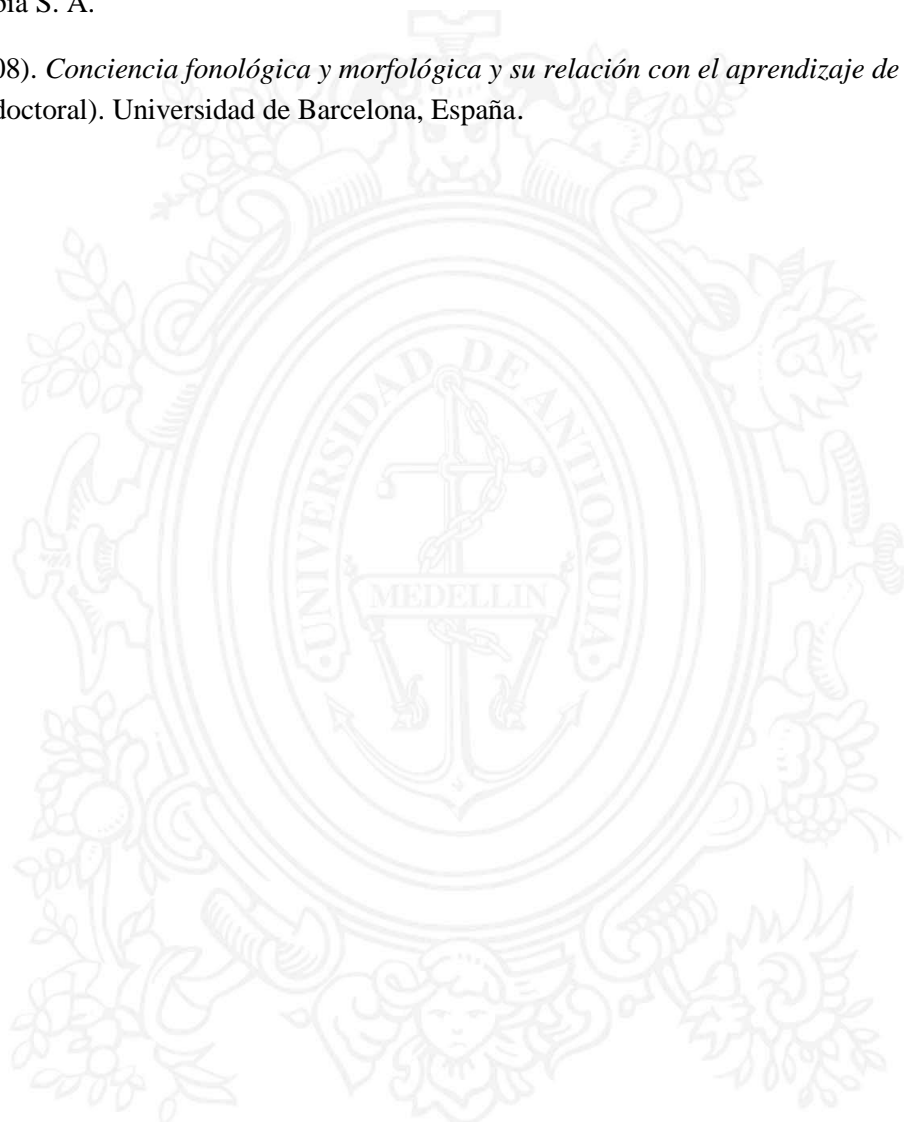 bia S. A.
08). Conciencia fonológica y morfológica y su relación con el aprendizaje de
doctoral). Universidad de Barcelona, España.
UNIVERSIDAD DE ANTIOQUIA
MEDELLIN